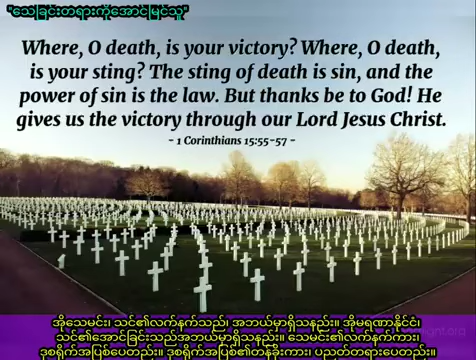 "သေခြင်းတရားကိုအောင်မြင်သူ"
Where, O death, is your victory? Where, O death,
is your sting? The sting of death is sin, and the
power of sin is the law. But thanks be to God! He
gives us the victory through our Lord Jesus Christ.
- 1 Corinthians 15:55-57 -
အိုသေမင်း၊ သင်၏လက်နက်သည်၊ အဘယ်မှာရှိသနည်း။ အိုမရဏာနိုင်ငံ၊
သင်၏အောင်ခြင်းသည်အဘယ်မှာရှိသနည်း။ သေမင်း၏လက်နက်ကား၊
ဒုစရိုက်အပြစ်ပေတည်း။ ဒုစရိုက်အပြစ်၏တန်ခိုးကား၊ ပညတ်တရားပေတည်း။